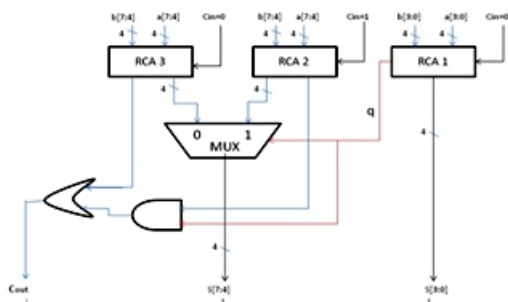 b[7:4] a[7:4] Cin=0 b[7:4] a[7:4] Cin=1 b[3:0] a[3:0] Cin=0
4 4 4 4 4 4
RCA 3 RCA 2 RCA 1
4 4 q
0 1 4
MUX
4
Cout S[7:4] S[3:0]